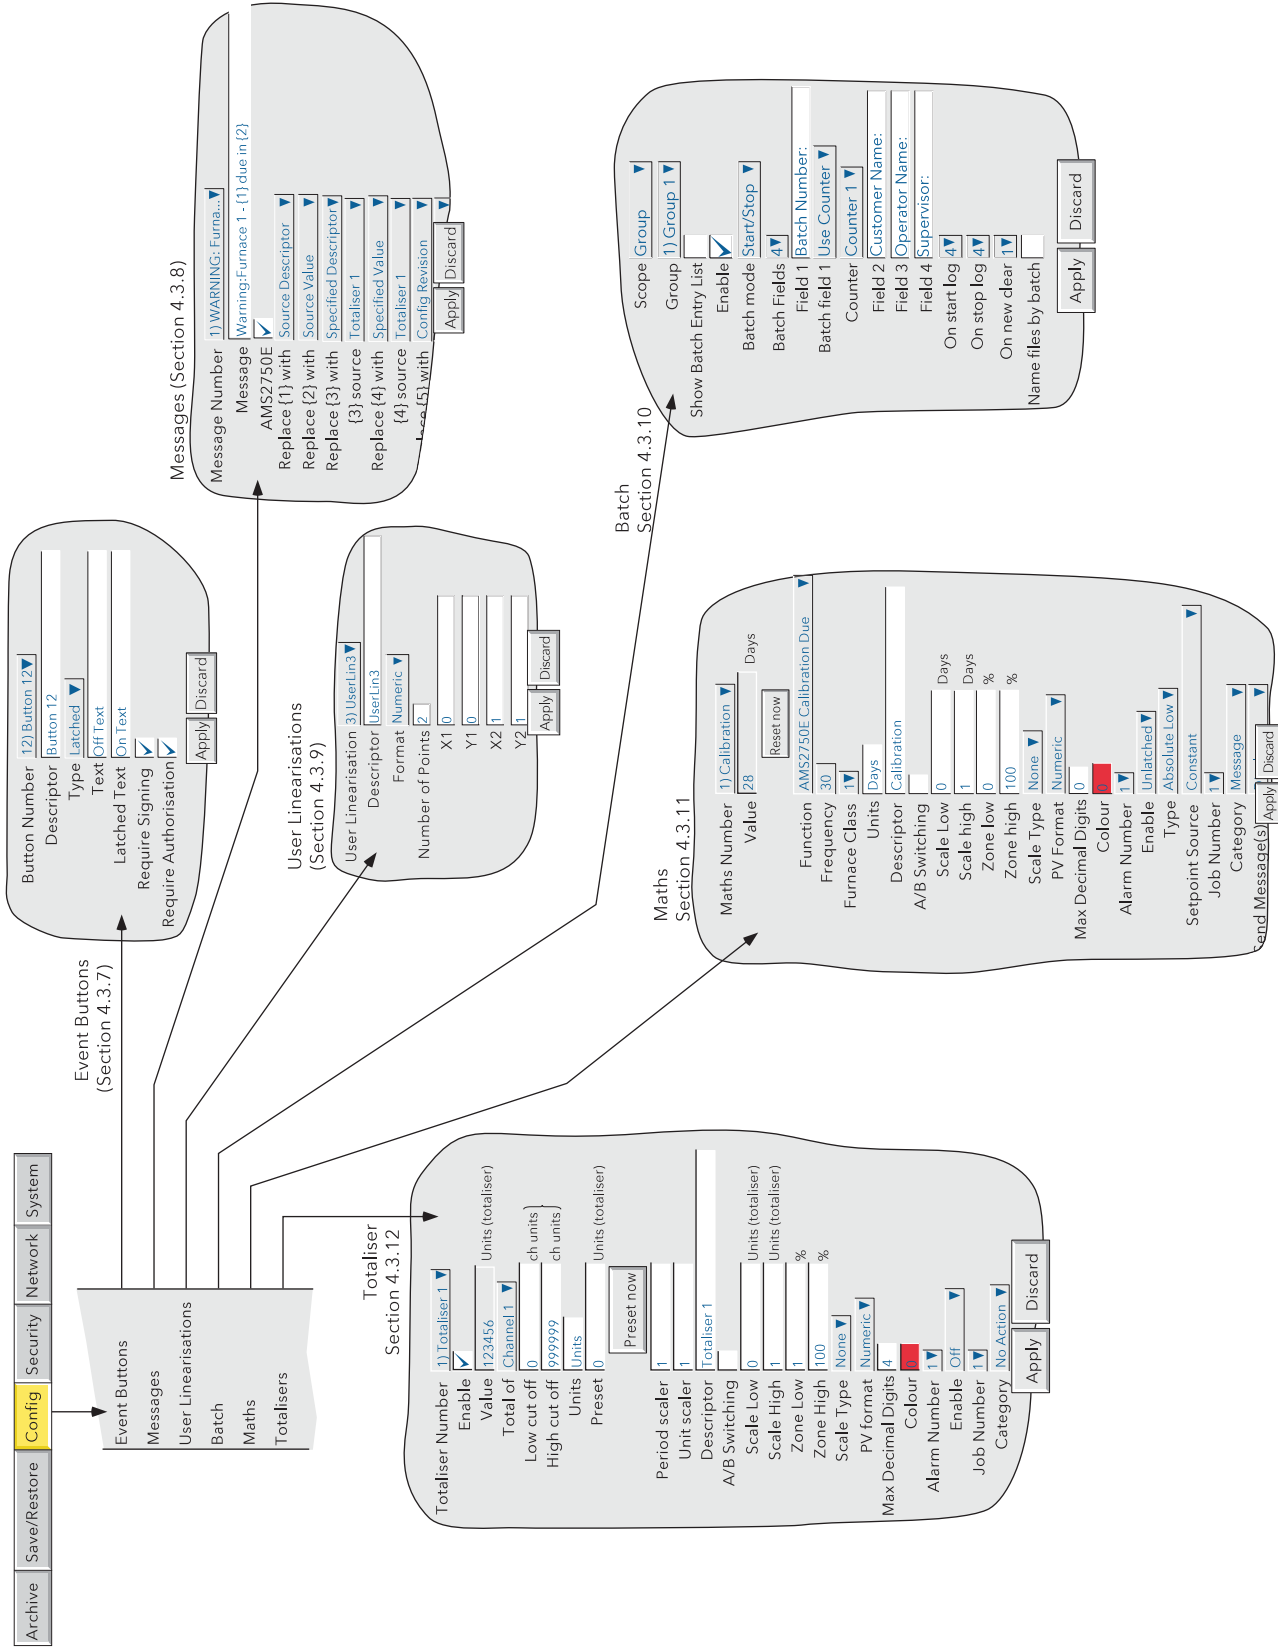 Archive
Save/Restore
Config
Security
Network
System
Event Buttons
Messages
User Linearisations
Batch
Maths
Totalisers
Event Buttons
(Section 4.3.7)
Button Number 12) Button 12
Descriptor Button 12
Type Latched
Text Off Text
Latched Text On Text
Require Signing
Require Authorisation
Apply Discard
Messages (Section 4.3.8)
Message Number 1) WARNING: Furna...
Message Warning:Furnace 1 - {1} due in {2}
AMS2750E
Replace {1} with Source Descriptor
Replace {2} with Source Value
Replace {3} with Specified Descriptor
{3} source Totaliser 1
Replace {4} with Specified Value
{4} source Totaliser 1
lace {5} with Config Revision
Apply Discard
User Linearisations
(Section 4.3.9)
User Linearisation 3) UserLin3
Descriptor UserLin3
Format Numeric
Number of Points 2
X1 0
Y1 0
X2 1
Y2 1
Apply Discard
Batch
Section 4.3.10
Scope Group
Group 1) Group 1
Show Batch Entry List
Enable
Batch mode Start/Stop
Batch Fields 4
Field 1 Batch Number:
Batch field 1 Use Counter
Counter Counter 1
Field 2 Customer Name:
Field 3 Operator Name:
Field 4 Supervisor:
On start log 4
On stop log 4
On new clear 1
Name files by batch
Apply Discard
Maths
Section 4.3.11
Maths Number 1) Calibration
Value 28 Days
Reset now
Function AMS2750E Calibration Due
Frequency 30
Furnace Class 1
Units Days
Descriptor Calibration
A/B Switching
Scale Low 0 Days
Scale high 1 Days
Zone low 0 %
Zone high 100 %
Scale Type None
PV Format Numeric
Max Decimal Digits 0
Colour 0
Alarm Number 1
Enable Unlatched
Type Absolute Low
Setpoint Source Constant
Job Number 1
Category Message
end Message(s)
Apply Discard
Totaliser
Section 4.3.12
Totaliser Number 1) Totaliser 1
Enable
Value 123456 Units (totaliser)
Total of Channel 1
Low cut off 0 ch units
High cut off 999999 ch units
Units Units
Preset 0 Units (totaliser)
Preset now
Period scaler 1
Unit scaler 1
Descriptor Totaliser 1
A/B Switching
Scale Low 0 Units (totaliser)
Scale High 1 Units (totaliser)
Zone Low 1 %
Zone High 100 %
Scale Type None
PV format Numeric
Max Decimal Digits 4
Colour 0
Alarm Number 1
Enable Off
Job Number 1
Category No Action
Apply Discard